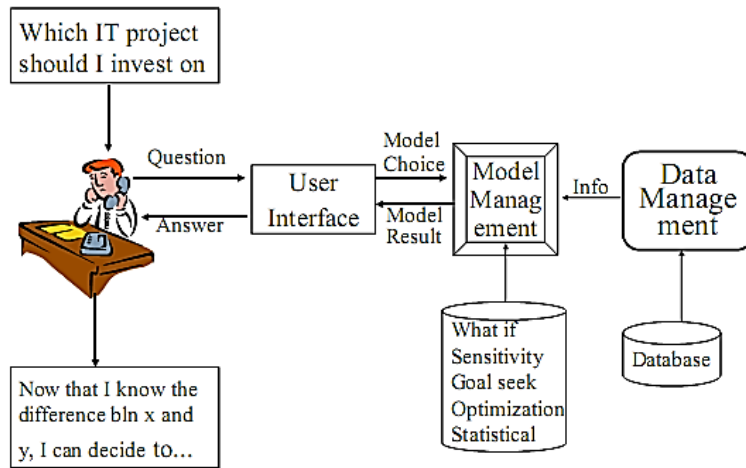 Which IT project
should I invest on
Question
Answer
User
Interface
Model
Choice
Model
Result
Model
Manag
ement
Info
Data
Manage
ment
What if
Sensitivity
Goal seek
Optimization
Statistical
Database
Now that I know the
difference bln x and
y, I can decide to...